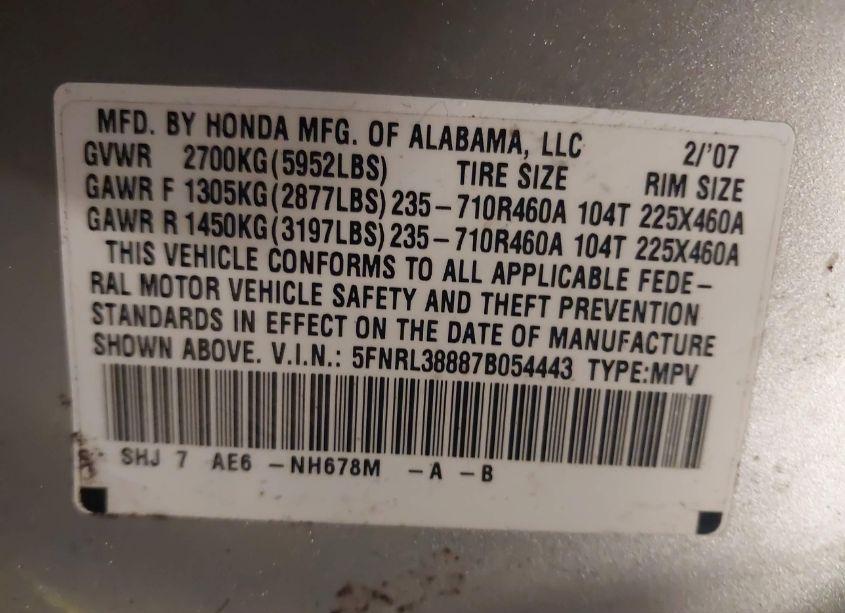 MFD. BY HONDA MFG. OF ALABAMA, LLC 2/'07
GVWR 2700KG(5952LBS) TIRE SIZE RIM SIZE
GAWR F 1305KG(2877LBS) 235-710R460A 104T 225X460A
GAWR R 1450KG(3197LBS) 235-710R460A 104T 225X460A
THIS VEHICLE CONFORMS TO ALL APPLICABLE FEDE-
RAL MOTOR VEHICLE SAFETY AND THEFT PREVENTION
STANDARDS IN EFFECT ON THE DATE OF MANUFACTURE
SHOWN ABOVE. V.I.N.: 5FNRL38887B054443 TYPE:MPV
SHJ 7 AE6 -NH678M -A -B